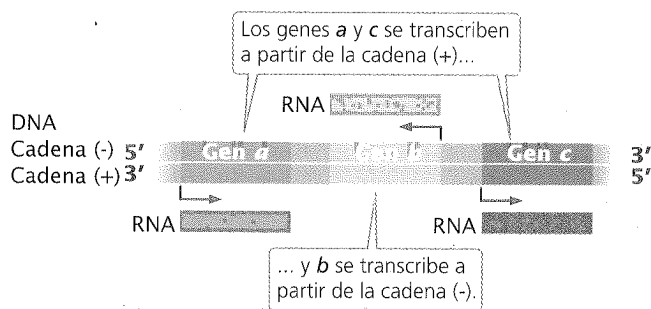 Los genes a y c se transcriben
a partir de la cadena (+)...
RNA
DNA
Cadena (-) 5' Gen a Gen b Gen c 3'
Cadena (+) 3' 5'
RNA
RNA
... y b se transcribe a
partir de la cadena (-).